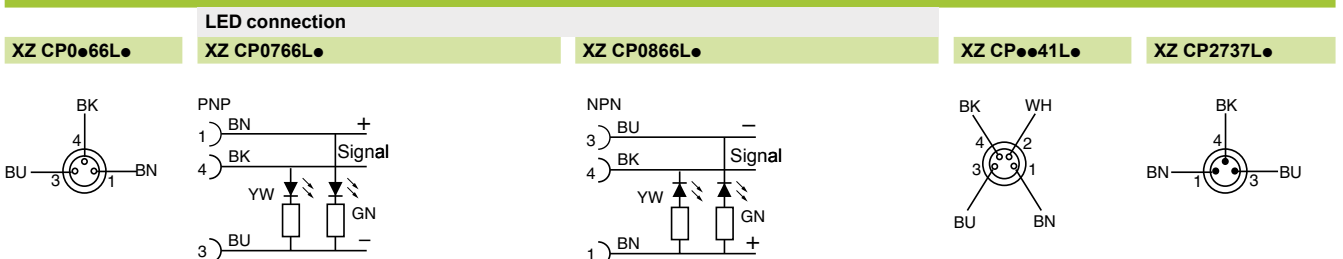 LED connection
XZ CP0●66L●
XZ CP0766L●
XZ CP0866L●
XZ CP●●41L●
XZ CP2737L●
BK
4
BU
3
1
BN
PNP
1
BN
+
4
BK
Signal
YW
GN
3
BU
–
NPN
3
BU
–
4
BK
Signal
YW
GN
1
BN
+
BK
WH
4
2
3
1
BU
BN
BK
4
BN
1
3
BU